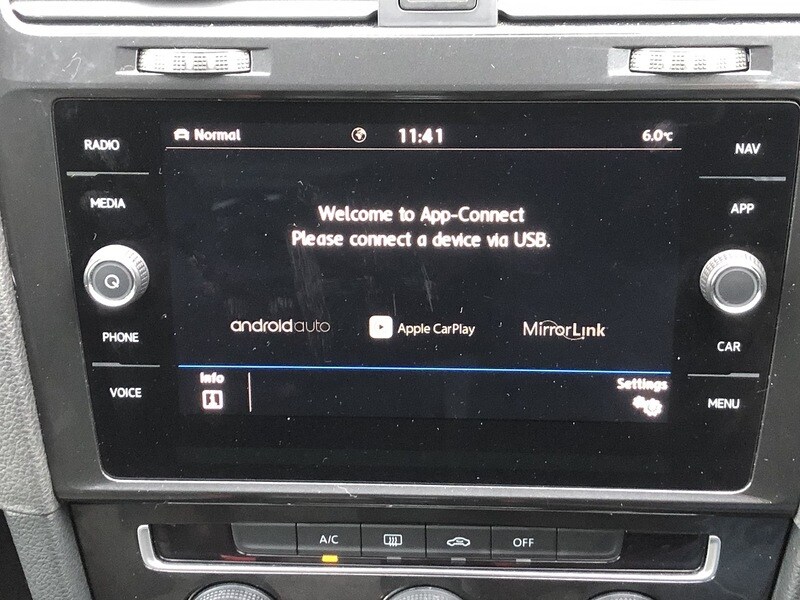 RADIO
MEDIA
PHONE
VOICE
Normal
11:41
6.0°C
Welcome to App-Connect
Please connect a device via USB.
androidauto
Apple CarPlay
MirrorLink
Info
Settings
NAV
APP
CAR
MENU
A/C
OFF